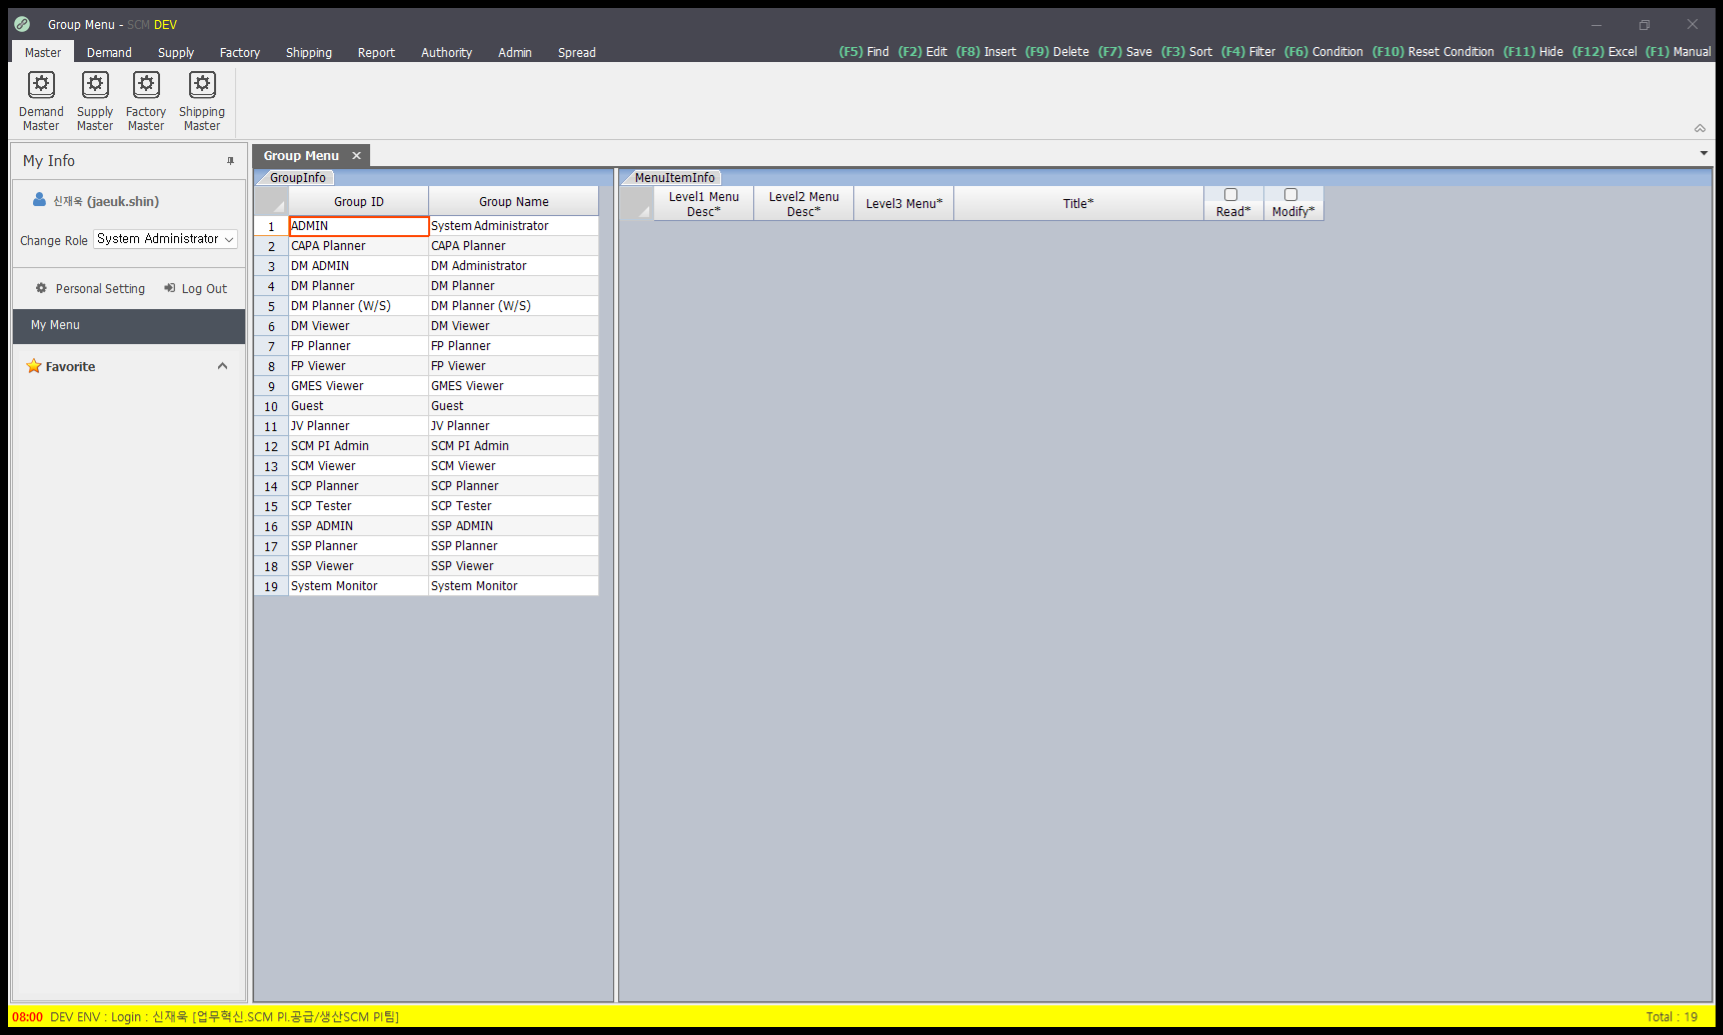 Group Menu - SCM DEV
Master Demand Supply Factory Shipping Report Authority Admin Spread
(F5) Find (F2) Edit (F8) Insert (F9) Delete (F7) Save (F3) Sort (F4) Filter (F6) Condition (F10) Reset Condition (F11) Hide (F12) Excel (F1) Manual
Demand Master
Supply Master
Factory Master
Shipping Master
My Info
신재욱 (jaeuk.shin)
Change Role System Administrator
Personal Setting Log Out
My Menu
Favorite
Group Menu
GroupInfo
Group ID Group Name
1 ADMIN System Administrator
2 CAPA Planner CAPA Planner
3 DM ADMIN DM Administrator
4 DM Planner DM Planner
5 DM Planner (W/S) DM Planner (W/S)
6 DM Viewer DM Viewer
7 FP Planner FP Planner
8 FP Viewer FP Viewer
9 GMES Viewer GMES Viewer
10 Guest Guest
11 JV Planner JV Planner
12 SCM PI Admin SCM PI Admin
13 SCM Viewer SCM Viewer
14 SCP Planner SCP Planner
15 SCP Tester SCP Tester
16 SSP ADMIN SSP ADMIN
17 SSP Planner SSP Planner
18 SSP Viewer SSP Viewer
19 System Monitor System Monitor
MenuItemInfo
Level1 Menu Desc* Level2 Menu Desc* Level3 Menu* Title* Read* Modify*
08:00 DEV ENV : Login : 신재욱 [업무혁신.SCM PI.공급/생산SCM PI팀]
Total : 19